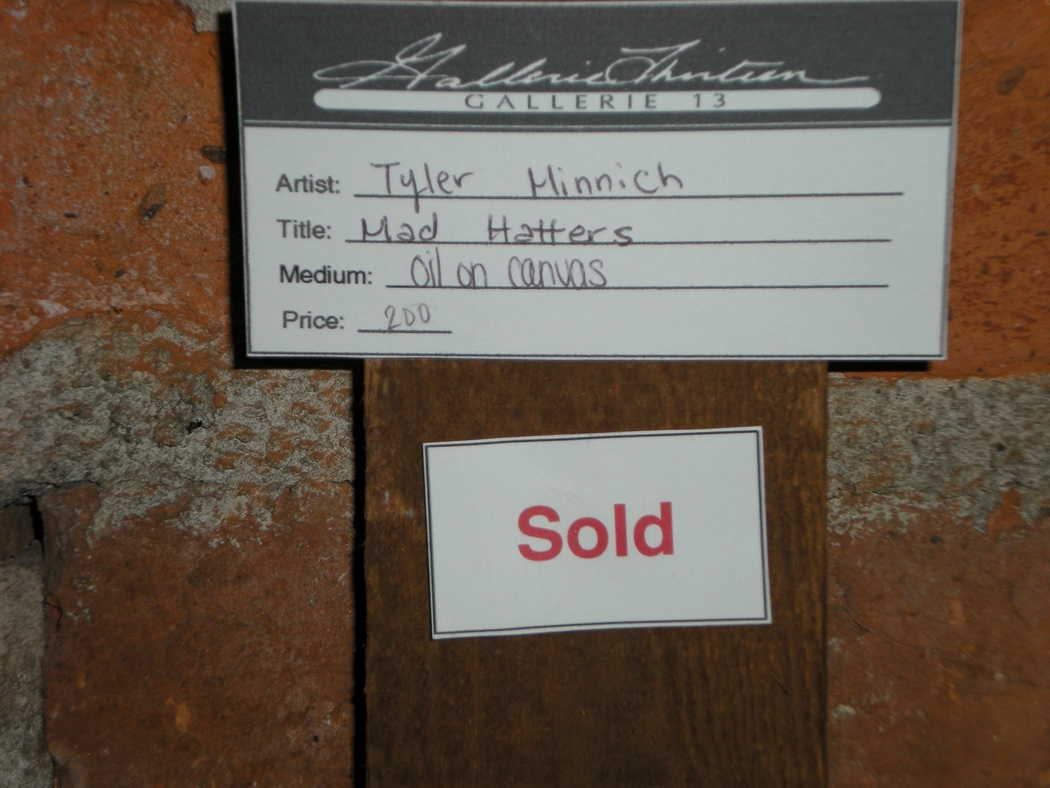 Gallerie Thirteen
GALLERIE 13
Artist: Tyler Minnich
Title: Mad Hatters
Medium: Oil on canvas
Price: 200
Sold